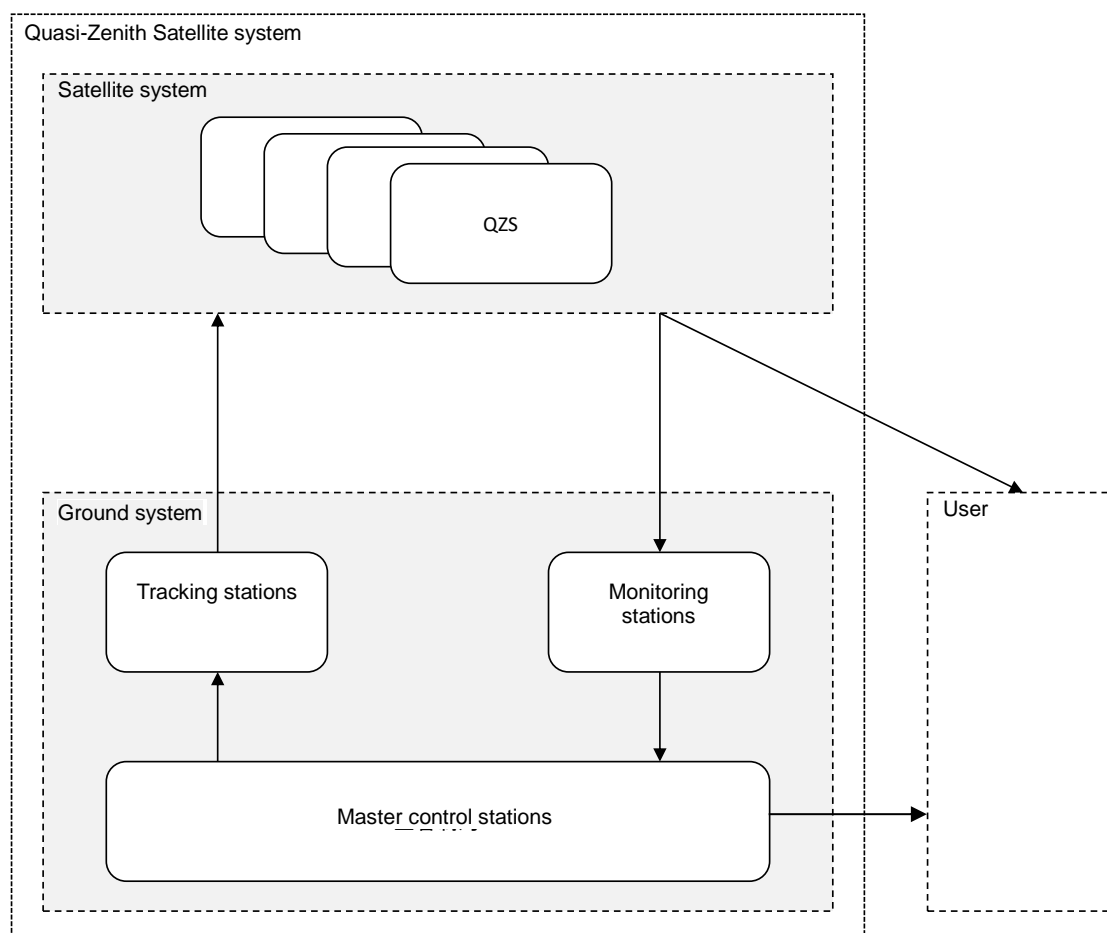 Quasi-Zenith Satellite system
Satellite system
QZS
Ground system
User
Tracking stations
Monitoring
stations
Master control stations